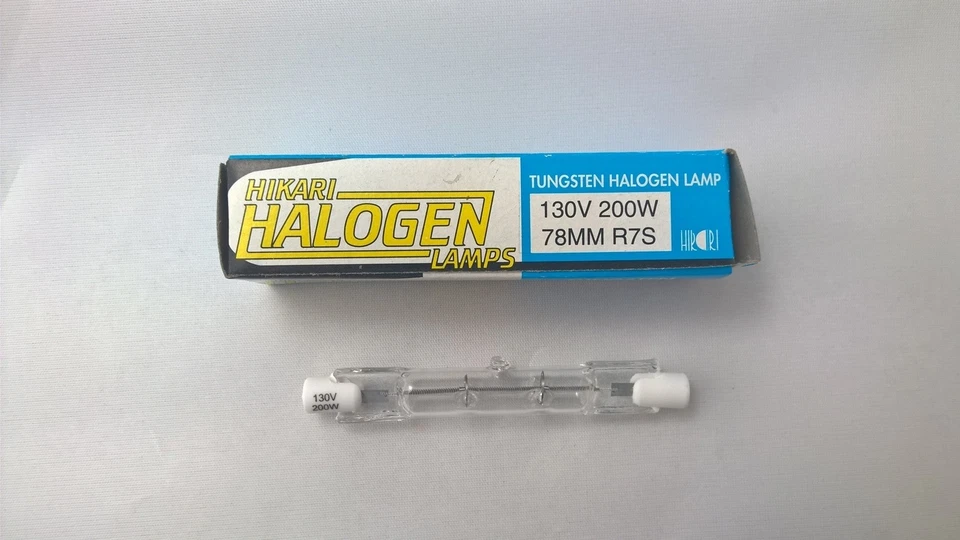 HIKARI
HALOGEN
LAMPS
TUNGSTEN HALOGEN LAMP
130V 200W
78MM R7S
HIKARI
130V
200W